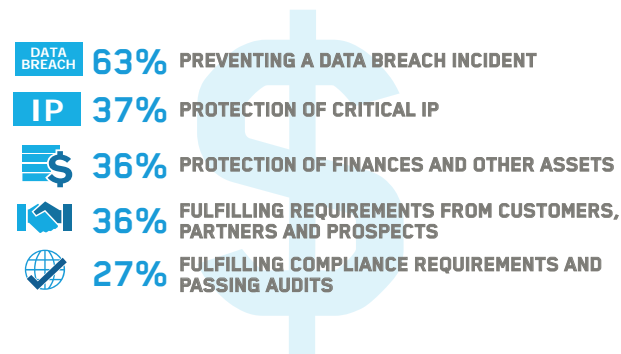 DATA
BREACH
63% PREVENTING A DATA BREACH INCIDENT
IP
37% PROTECTION OF CRITICAL IP
$
36% PROTECTION OF FINANCES AND OTHER ASSETS
36% FULFILLING REQUIREMENTS FROM CUSTOMERS,
PARTNERS AND PROSPECTS
27% FULFILLING COMPLIANCE REQUIREMENTS AND
PASSING AUDITS
$